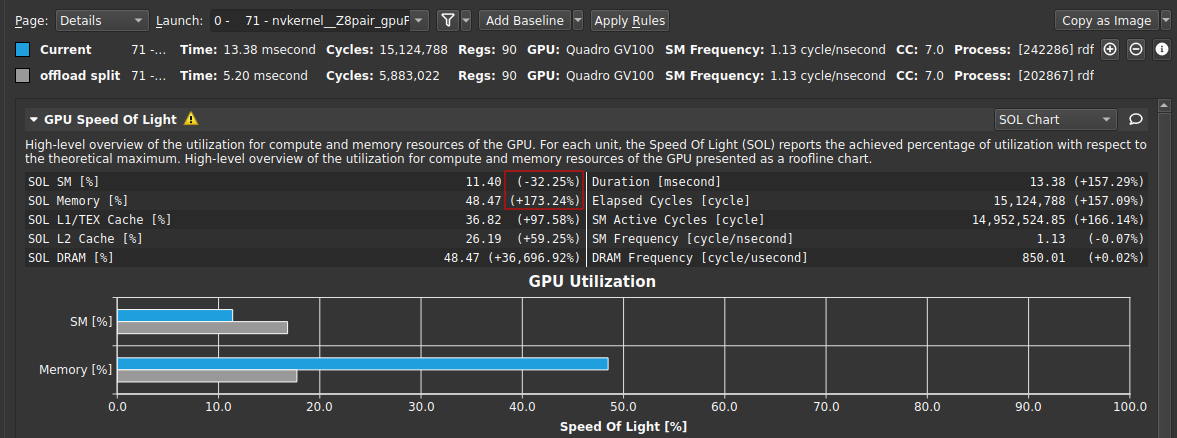 Page: Details Launch: 0 - 71 - nvkernel__Z8pair_gpuF Add Baseline Apply Rules Copy as Image
Current 71 -... Time: 13.38 msecond Cycles: 15,124,788 Regs: 90 GPU: Quadro GV100 SM Frequency: 1.13 cycle/nsecond CC: 7.0 Process: [242286] rdf
offload split 71 -... Time: 5.20 msecond Cycles: 5,883,022 Regs: 90 GPU: Quadro GV100 SM Frequency: 1.13 cycle/nsecond CC: 7.0 Process: [202867] rdf
GPU Speed Of Light SOL Chart
High-level overview of the utilization for compute and memory resources of the GPU. For each unit, the Speed Of Light (SOL) reports the achieved percentage of utilization with respect to
the theoretical maximum. High-level overview of the utilization for compute and memory resources of the GPU presented as a roofline chart.
SOL SM [%] 11.40 (-32.25%) Duration [msecond] 13.38 (+157.29%)
SOL Memory [%] 48.47 (+173.24%) Elapsed Cycles [cycle] 15,124,788 (+157.09%)
SOL L1/TEX Cache [%] 36.82 (+97.58%) SM Active Cycles [cycle] 14,952,524.85 (+166.14%)
SOL L2 Cache [%] 26.19 (+59.25%) SM Frequency [cycle/nsecond] 1.13 (-0.07%)
SOL DRAM [%] 48.47 (+36,696.92%) DRAM Frequency [cycle/usecond] 850.01 (+0.02%)
GPU Utilization
SM [%]
Memory [%]
0.0 10.0 20.0 30.0 40.0 50.0 60.0 70.0 80.0 90.0 100.0
Speed Of Light [%]